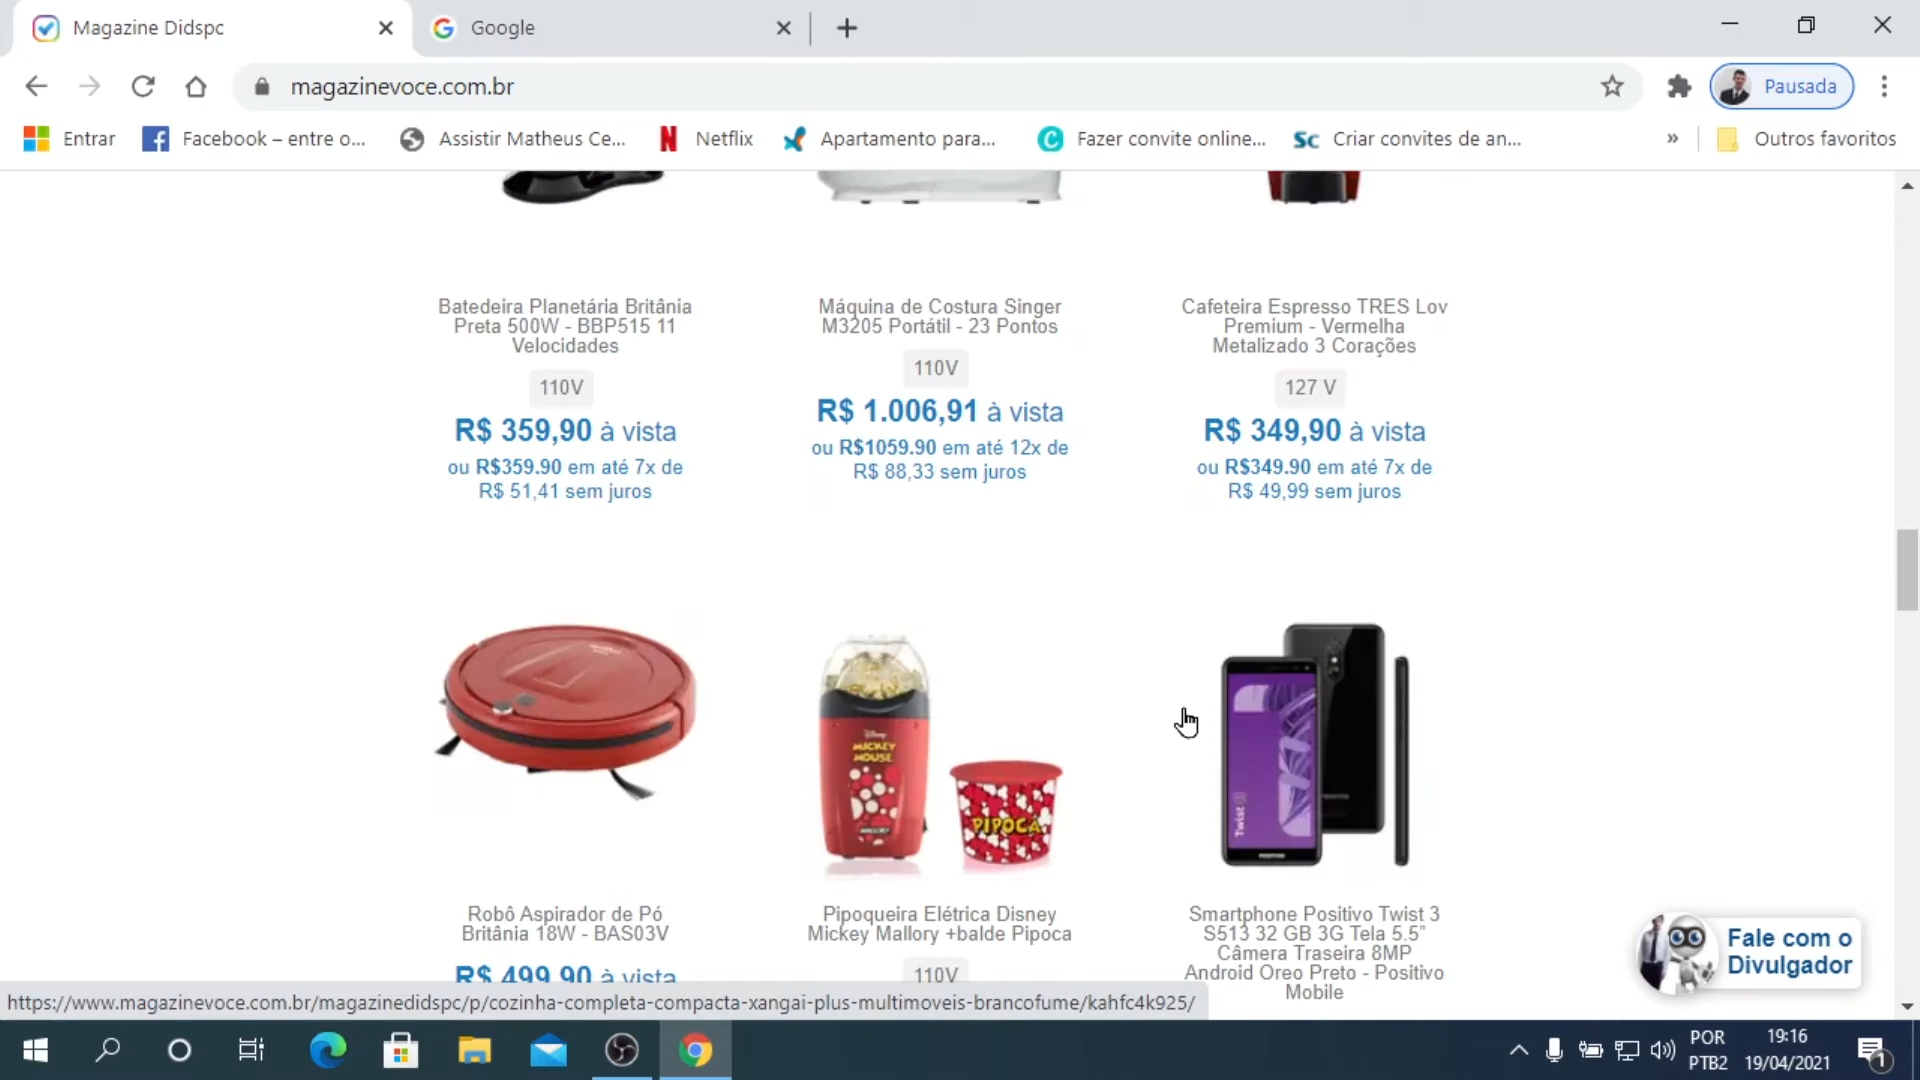 Magazine Didspc
Google
magazinevoce.com.br
Pausada
Entrar
Facebook – entre o...
Assistir Matheus Ce...
Netflix
Apartamento para...
Fazer convite online...
Sc Criar convites de an...
»
Outros favoritos
Batedeira Planetária Britânia
Preta 500W - BBP515 11
Velocidades
110V
R$ 359,90 à vista
ou R$359.90 em até 7x de
R$ 51,41 sem juros
Máquina de Costura Singer
M3205 Portátil - 23 Pontos
110V
R$ 1.006,91 à vista
ou R$1059.90 em até 12x de
R$ 88,33 sem juros
Cafeteira Espresso TRES Lov
Premium - Vermelha
Metalizado 3 Corações
127 V
R$ 349,90 à vista
ou R$349.90 em até 7x de
R$ 49,99 sem juros
Disney
MICKEY
MOUSE
PIPOCA
Twist 3
Robô Aspirador de Pó
Britânia 18W - BAS03V
R$ 499,90 à vista
Pipoqueira Elétrica Disney
Mickey Mallory +balde Pipoca
110V
Smartphone Positivo Twist 3
S513 32 GB 3G Tela 5.5”
Câmera Traseira 8MP
Android Oreo Preto - Positivo
Mobile
Fale com o
Divulgador
https://www.magazinevoce.com.br/magazinedidspc/p/cozinha-completa-compacta-xangai-plus-multimoveis-brancofume/kahfc4k925/
POR
PTB2
19:16
19/04/2021
1